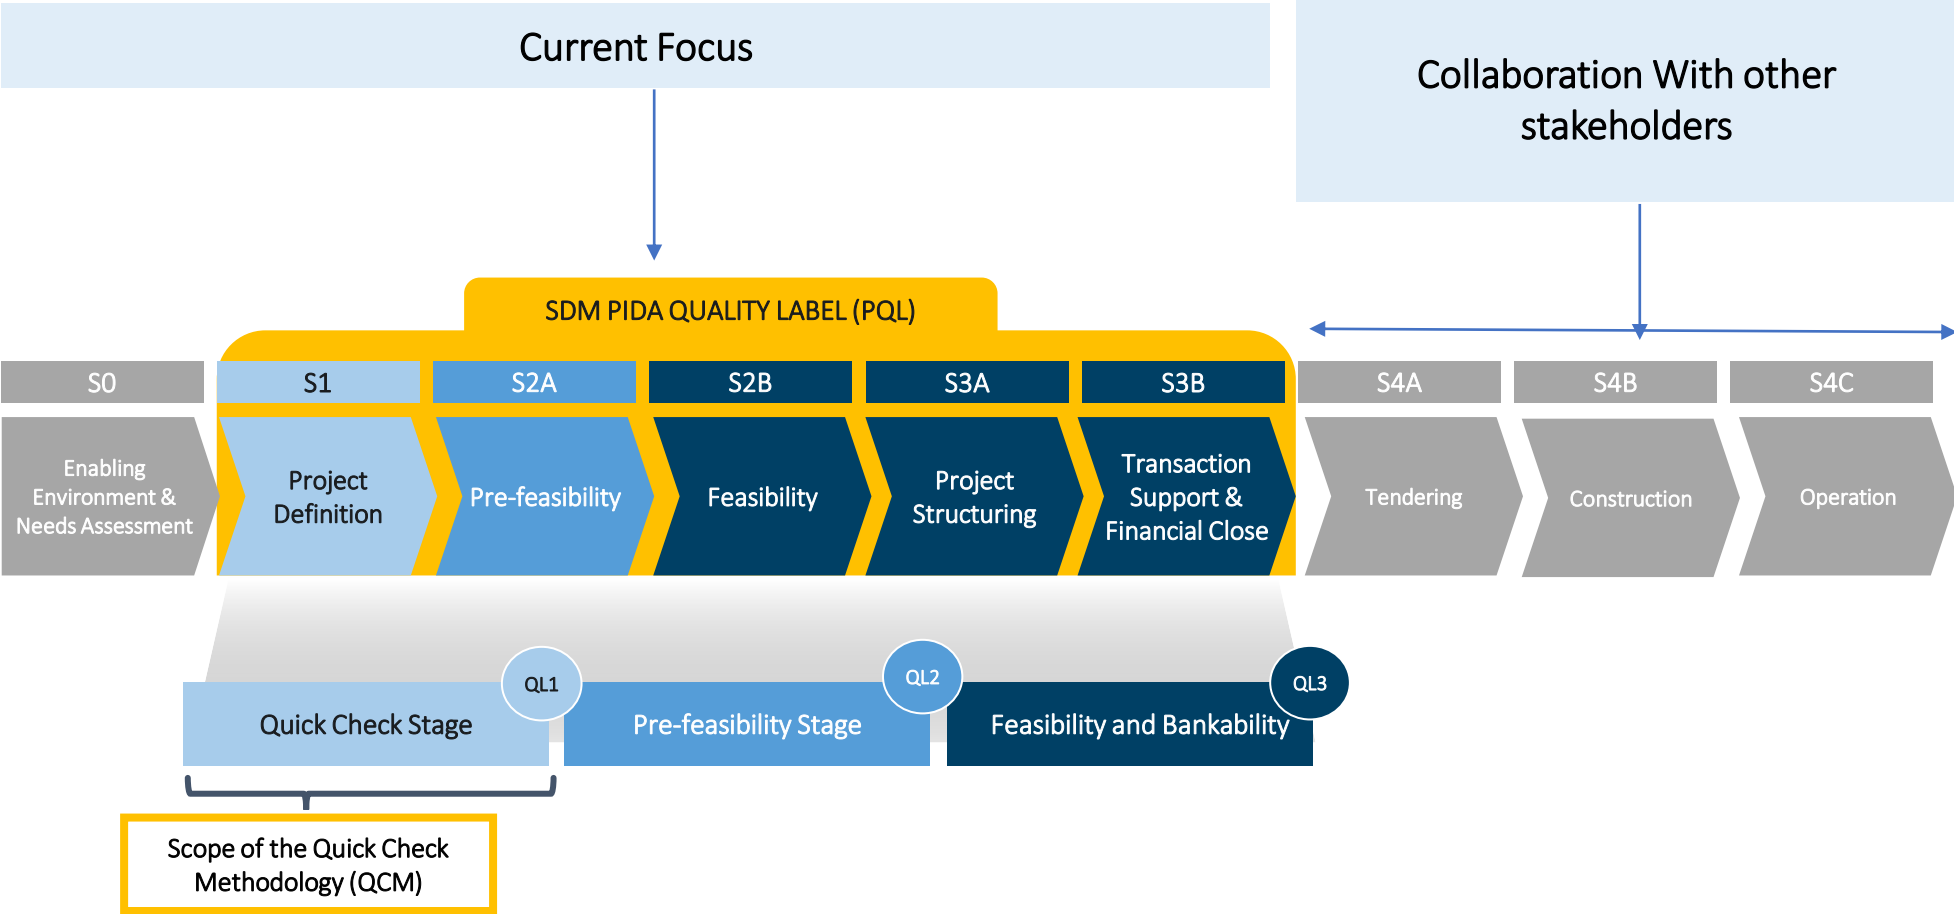 Current Focus
Collaboration With other
stakeholders
SDM PIDA QUALITY LABEL (PQL)
S0
S1
S2A
S2B
S3A
S3B
S4A
S4B
S4C
Enabling
Environment &
Needs Assessment
Project
Definition
Pre-feasibility
Feasibility
Project
Structuring
Transaction
Support &
Financial Close
Tendering
Construction
Operation
QL1
QL2
QL3
Quick Check Stage
Pre-feasibility Stage
Feasibility and Bankability
Scope of the Quick Check
Methodology (QCM)